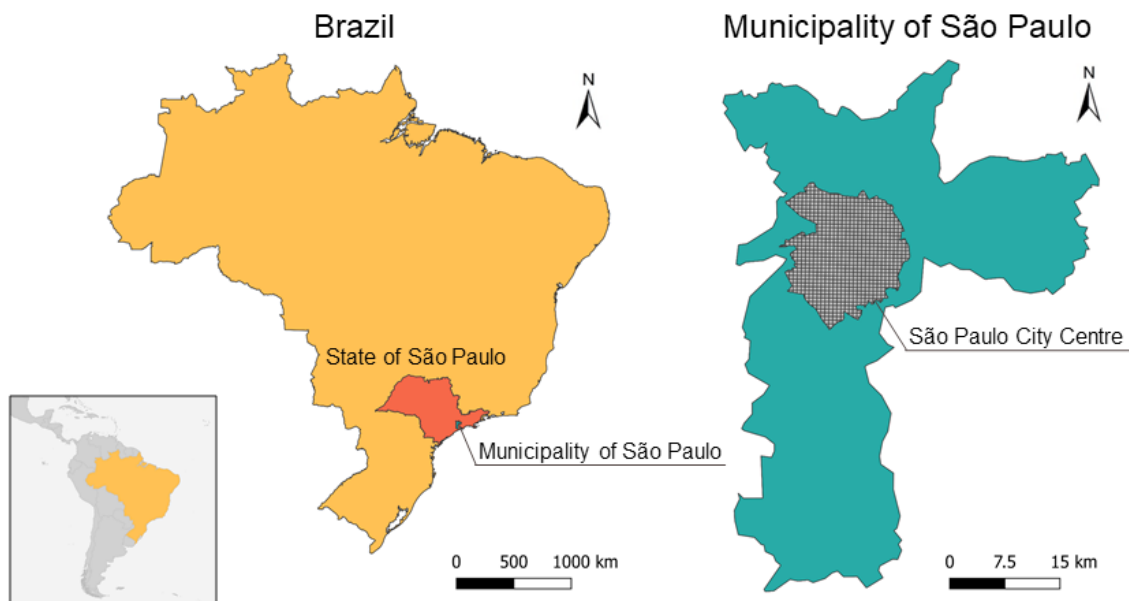 Brazil
Municipality of São Paulo
N
N
São Paulo City Centre
State of São Paulo
Municipality of São Paulo
0 500 1000 km
0 7.5 15 km